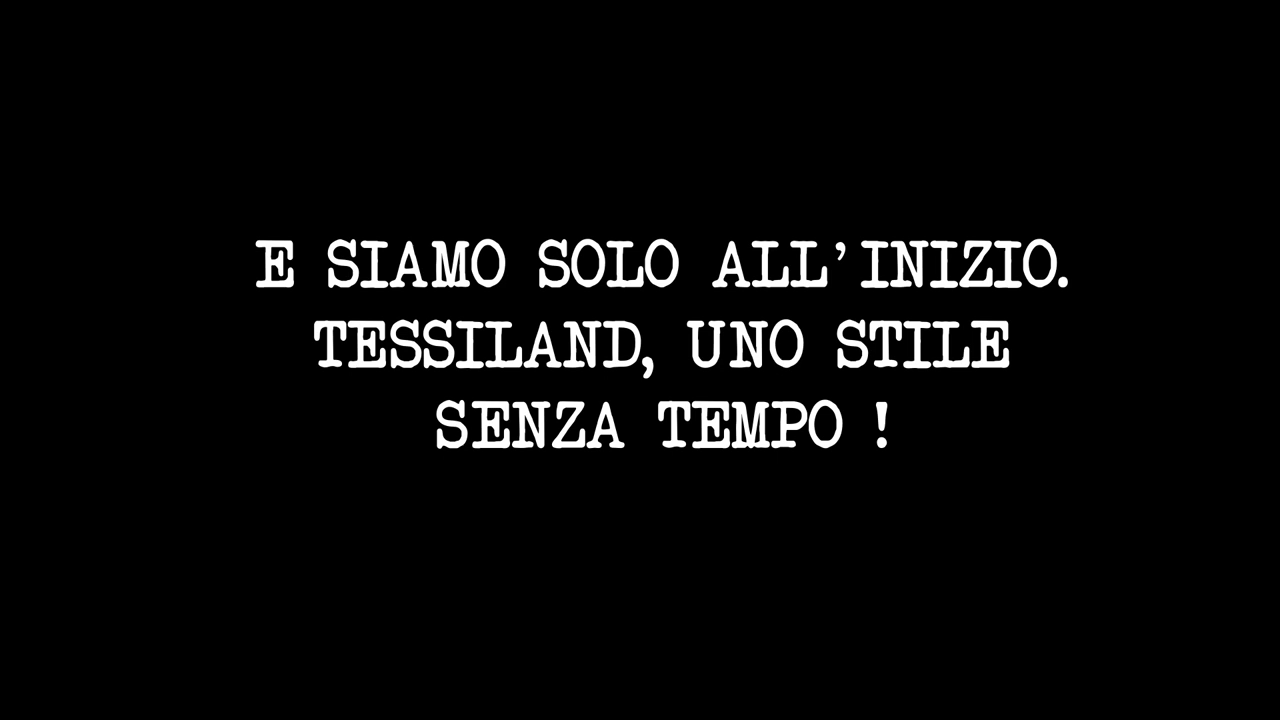 E SIAMO SOLO ALL'INIZIO.
TESSILAND, UNO STILE
SENZA TEMPO !